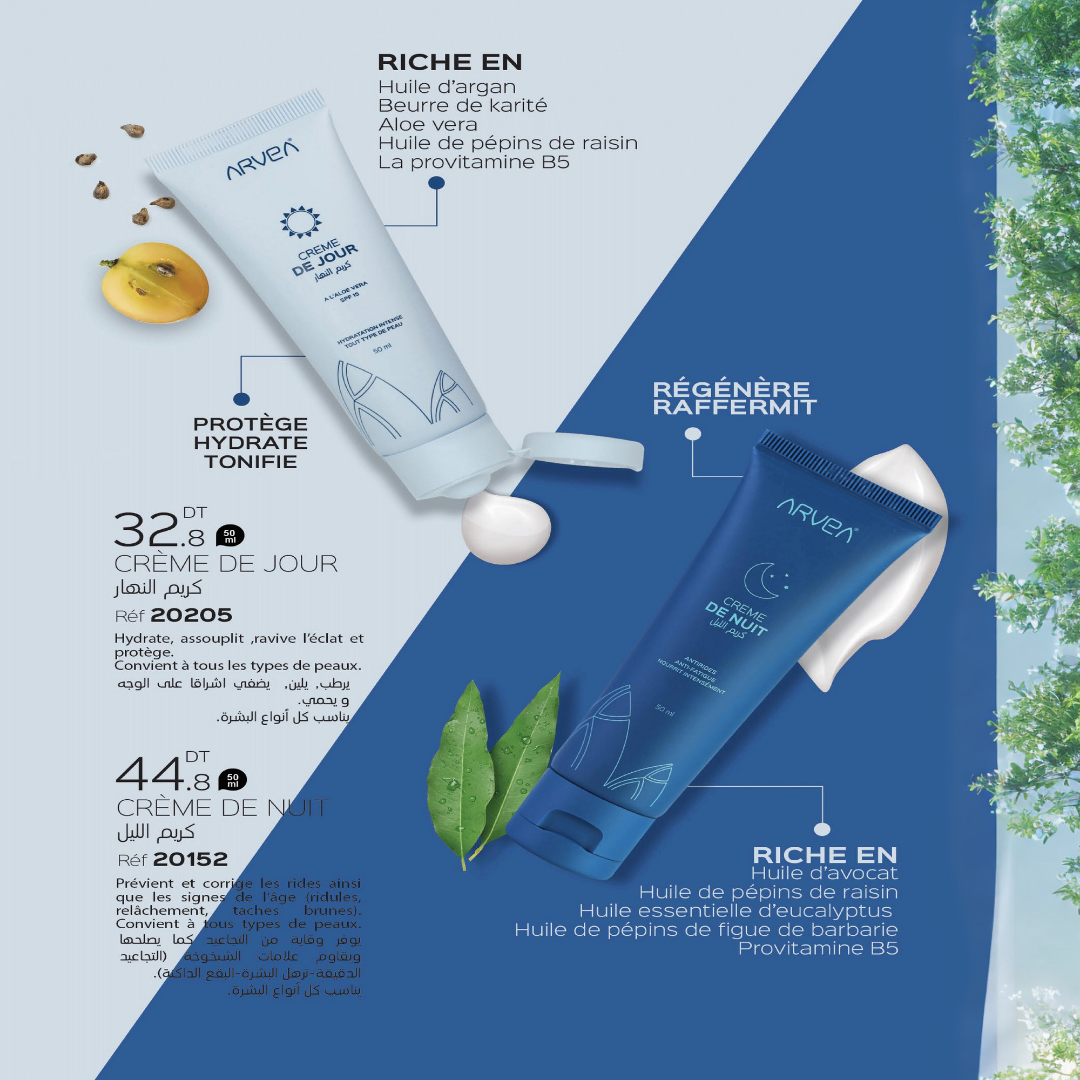 RICHE EN
Huile d'argan
Beurre de karité
Aloe vera
Huile de pépins de raisin
La provitamine B5
ARVEA
CREME
DE JOUR
كريم النهار
A L'ALOE VERA
SPF 15
HYDRATATION INTENSE
TOUT TYPE DE PEAU
50 ml
PROTÈGE
HYDRATE
TONIFIE
RÉGÉNÈRE
RAFFERMIT
ARVEA
CREME
DE NUIT
كريم الليل
ANTIRIDES
ANTI-FATIGUE
NOURRIT INTENSÉMENT
50 ml
32.8 DT 50 ml
CRÈME DE JOUR
كريم النهار
Réf 20205
Hydrate, assouplit ,ravive l'éclat et
protège.
Convient à tous les types de peaux.
يرطب, يلين, يضفي اشراقا على الوجه
و يحمي.
يناسب كل أنواع البشرة.
44.8 DT 50 ml
CRÈME DE NUIT
كريم الليل
Réf 20152
Prévient et corrige les rides ainsi
que les signes de l'âge (ridules,
relâchement, taches brunes).
Convient à tous types de peaux.
يوفر وقاية من التجاعيد كما يصلحها
ويقاوم علامات الشيخوخة (التجاعيد
الدقيقة-ترهل البشرة-البقع الداكنة).
يناسب كل أنواع البشرة.
RICHE EN
Huile d'avocat
Huile de pépins de raisin
Huile essentielle d'eucalyptus
Huile de pépins de figue de barbarie
Provitamine B5